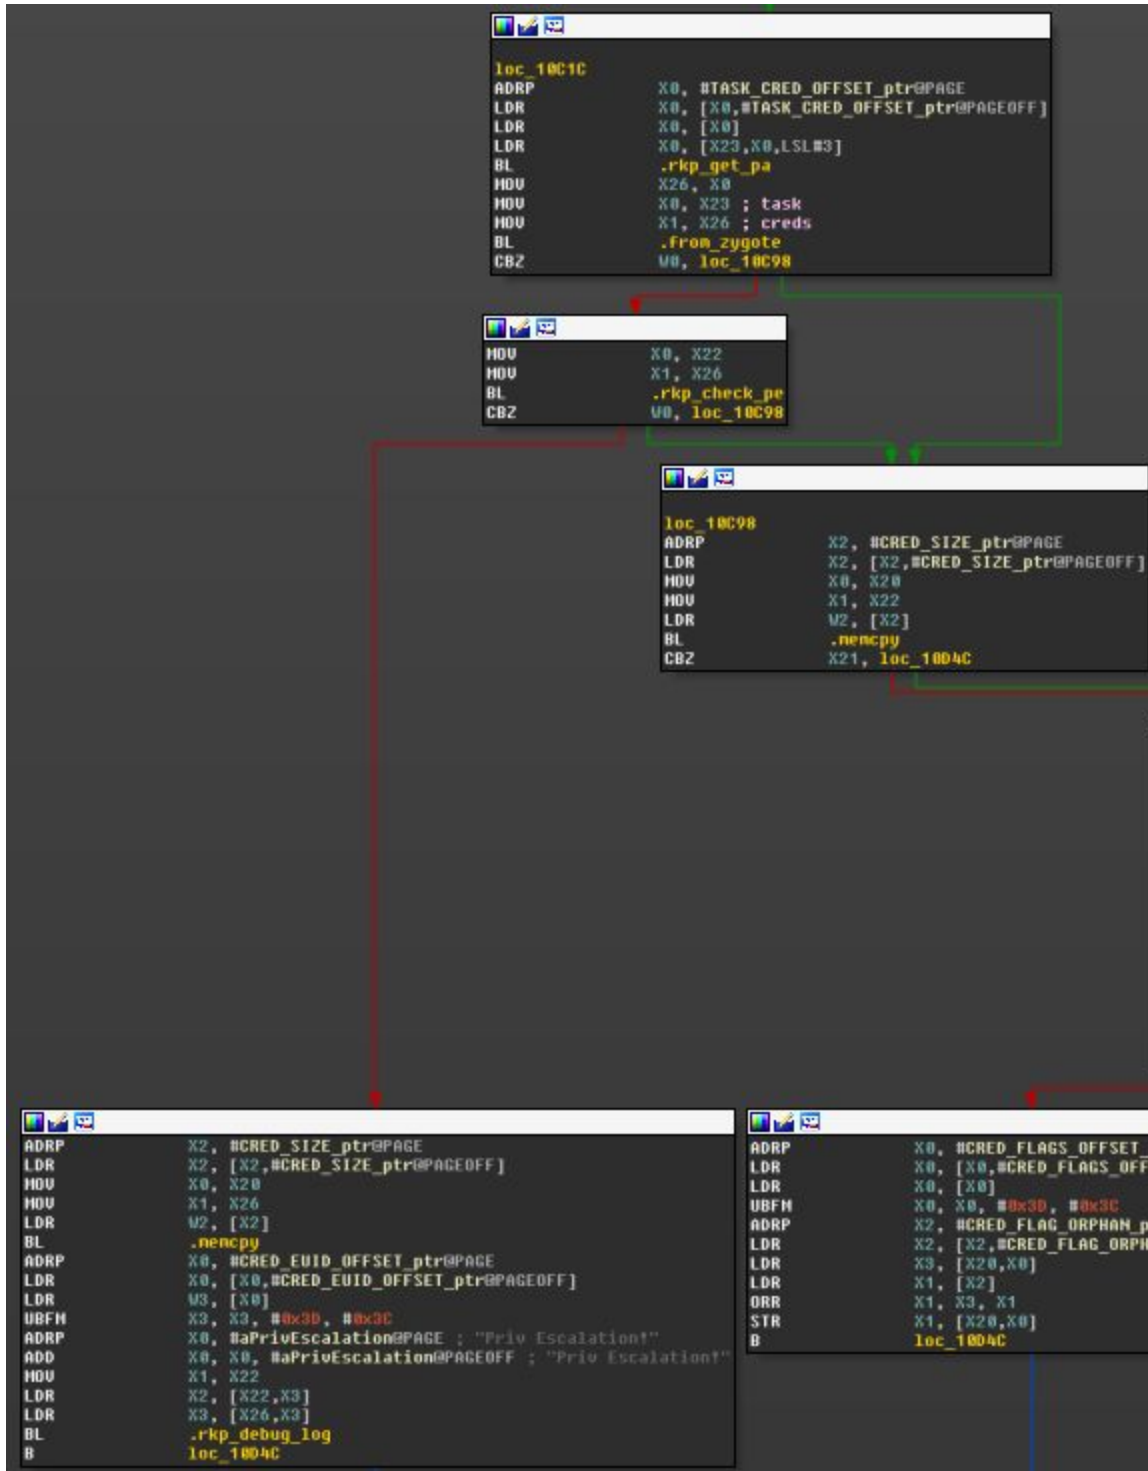 loc_10C1C
ADRP X0, #TASK_CRED_OFFSET_ptr@PAGE
LDR X0, [X0,#TASK_CRED_OFFSET_ptr@PAGEOFF]
LDR X0, [X0]
LDR X0, [X23,X0,LSL#3]
BL .rkp_get_pa
MOV X26, X0
MOV X0, X23 ; task
MOV X1, X26 ; creds
BL .from_zygote
CBZ W0, loc_10C98
MOV X0, X22
MOV X1, X26
BL .rkp_check_pe
CBZ W0, loc_10C98
loc_10C98
ADRP X2, #CRED_SIZE_ptr@PAGE
LDR X2, [X2,#CRED_SIZE_ptr@PAGEOFF]
MOV X0, X20
MOV X1, X22
LDR W2, [X2]
BL .memcpy
CBZ X21, loc_10D4C
ADRP X2, #CRED_SIZE_ptr@PAGE
LDR X2, [X2,#CRED_SIZE_ptr@PAGEOFF]
MOV X0, X20
MOV X1, X26
LDR W2, [X2]
BL .memcpy
ADRP X0, #CRED_EUID_OFFSET_ptr@PAGE
LDR X0, [X0,#CRED_EUID_OFFSET_ptr@PAGEOFF]
LDR W3, [X0]
UBFM X3, X3, #0x3D, #0x3C
ADRP X0, #aPrivEscalation@PAGE ; "Priv Escalation!"
ADD X0, X0, #aPrivEscalation@PAGEOFF ; "Priv Escalation!"
MOV X1, X22
LDR X2, [X22,X3]
LDR X3, [X26,X3]
BL .rkp_debug_log
B loc_10D4C
ADRP X0, #CRED_FLAGS_OFFSET_
LDR X0, [X0,#CRED_FLAGS_OFF
LDR X0, [X0]
UBFM X0, X0, #0x3D, #0x3C
ADRP X2, #CRED_FLAG_ORPHAN_p
LDR X2, [X2,#CRED_FLAG_ORPH
LDR X3, [X20,X0]
LDR X1, [X2]
ORR X1, X3, X1
STR X1, [X20,X0]
B loc_10D4C